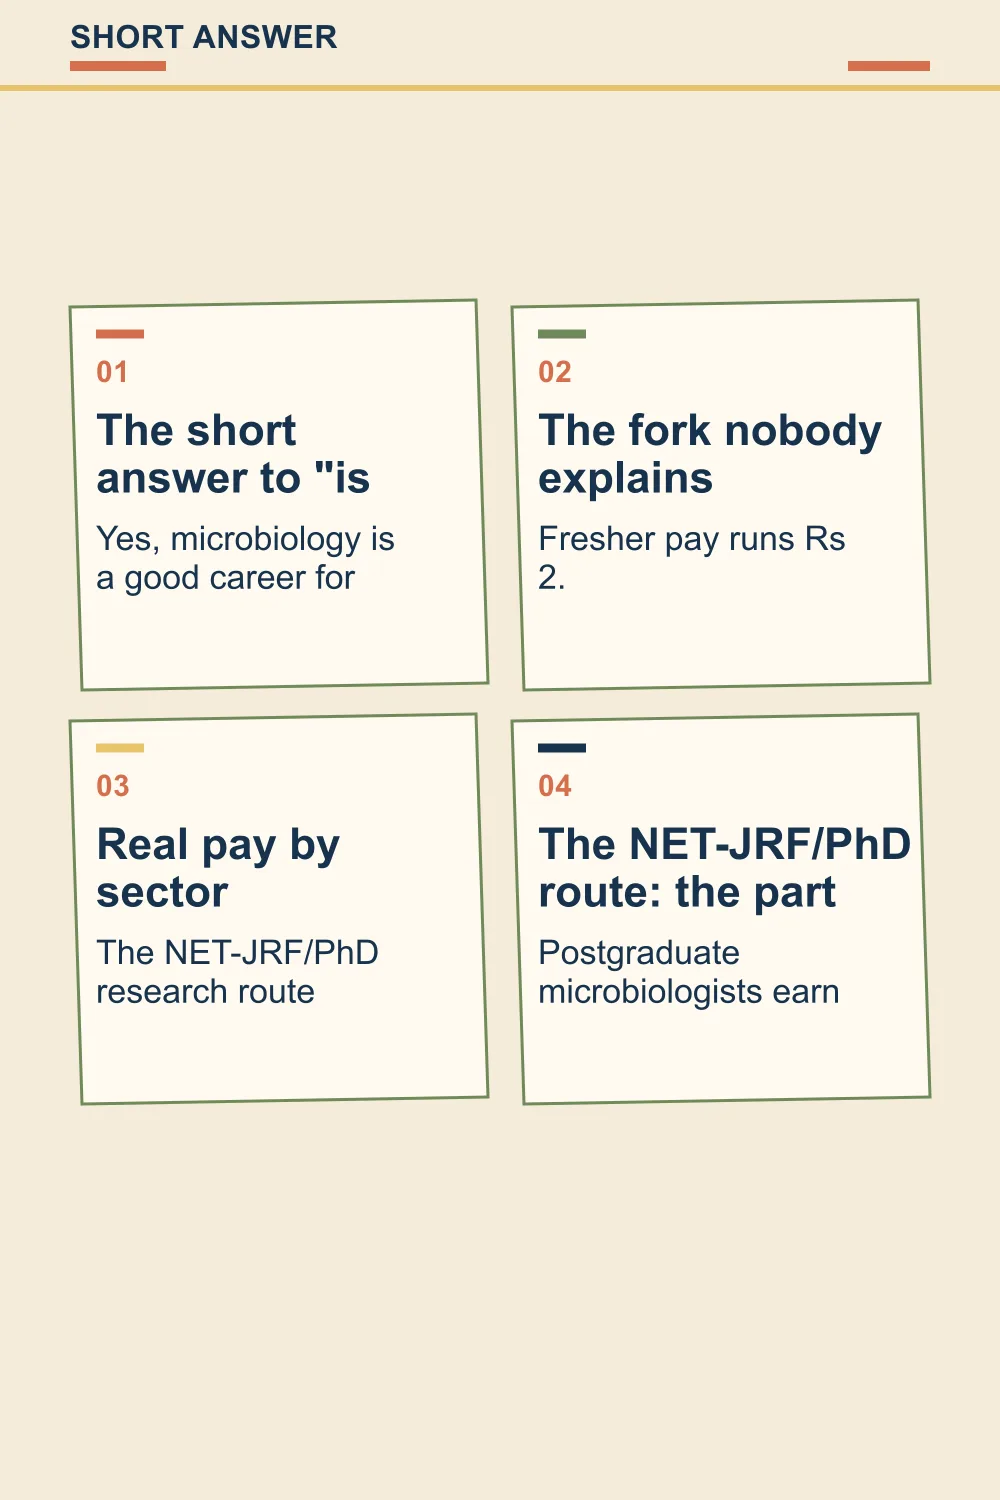 SHORT ANSWER
01
The short
answer to "is
Yes, microbiology is
a good career for
02
The fork nobody
explains
Fresher pay runs Rs
2.
03
Real pay by
sector
The NET-JRF/PhD
research route
04
The NET-JRF/PhD
route: the part
Postgraduate
microbiologists earn